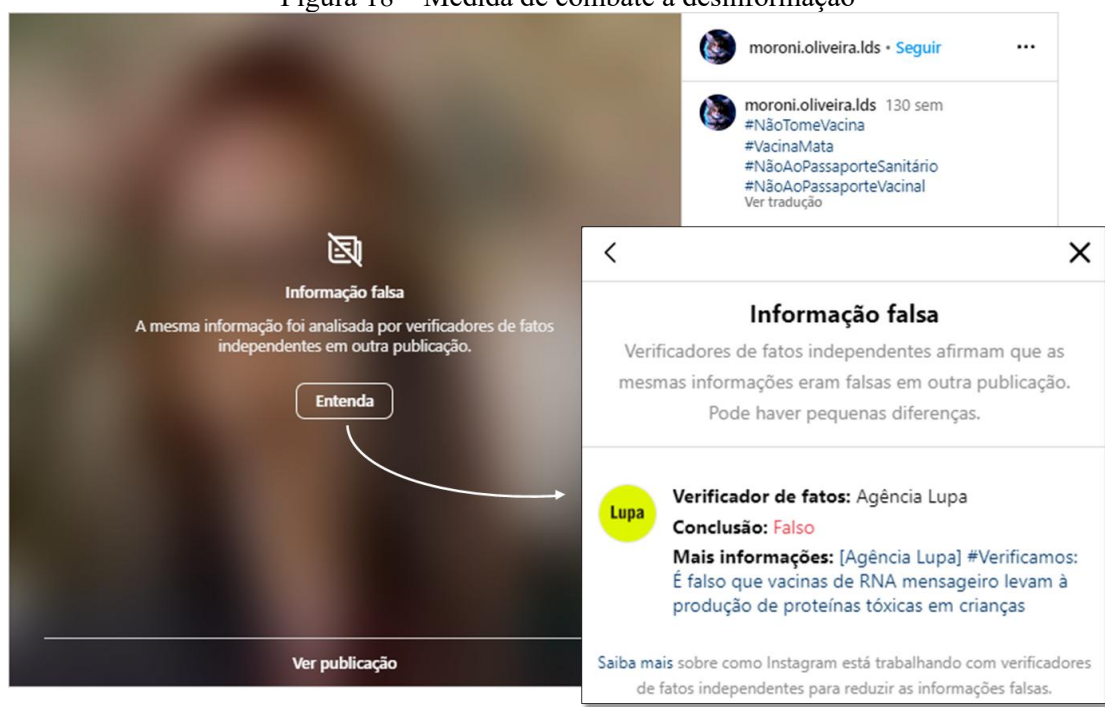 Figura 18 – Medida de combate à desinformação
moroni.oliveira.lds • Seguir
moroni.oliveira.lds 130 sem
#NãoTomeVacina
#VacinaMata
#NãoAoPassaporteSanitário
#NãoAoPassaporteVacinal
Ver tradução
Informação falsa
A mesma informação foi analisada por verificadores de fatos
independentes em outra publicação.
Entenda
Ver publicação
Informação falsa
Verificadores de fatos independentes afirmam que as
mesmas informações eram falsas em outra publicação.
Pode haver pequenas diferenças.
Lupa
Verificador de fatos: Agência Lupa
Conclusão: Falso
Mais informações: [Agência Lupa] #Verificamos:
É falso que vacinas de RNA mensageiro levam à
produção de proteínas tóxicas em crianças
Saiba mais sobre como Instagram está trabalhando com verificadores
de fatos independentes para reduzir as informações falsas.